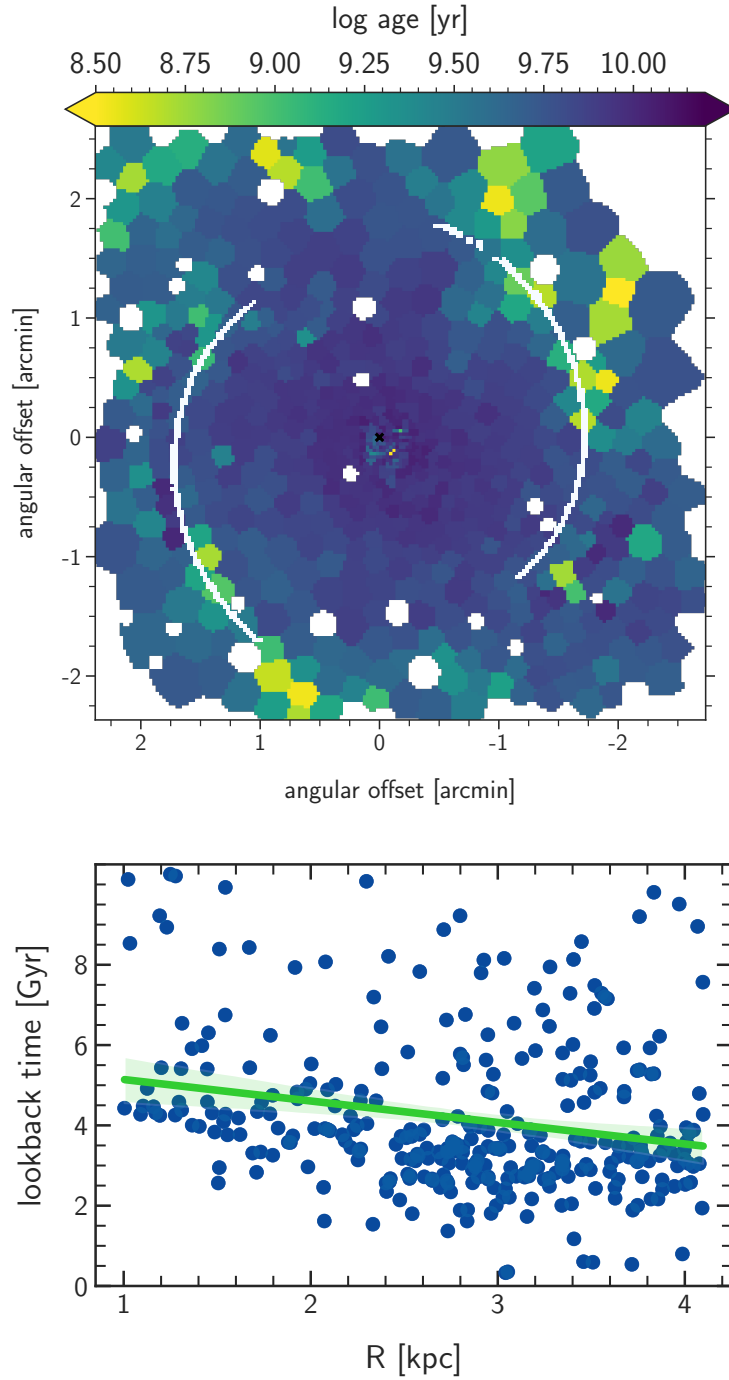 log age [yr]
8.50 8.75 9.00 9.25 9.50 9.75 10.00
2
1
0
-1
-2
angular offset [arcmin]
2 1 0 -1 -2
angular offset [arcmin]
8
6
4
2
0
lookback time [Gyr]
1 2 3 4
R [kpc]